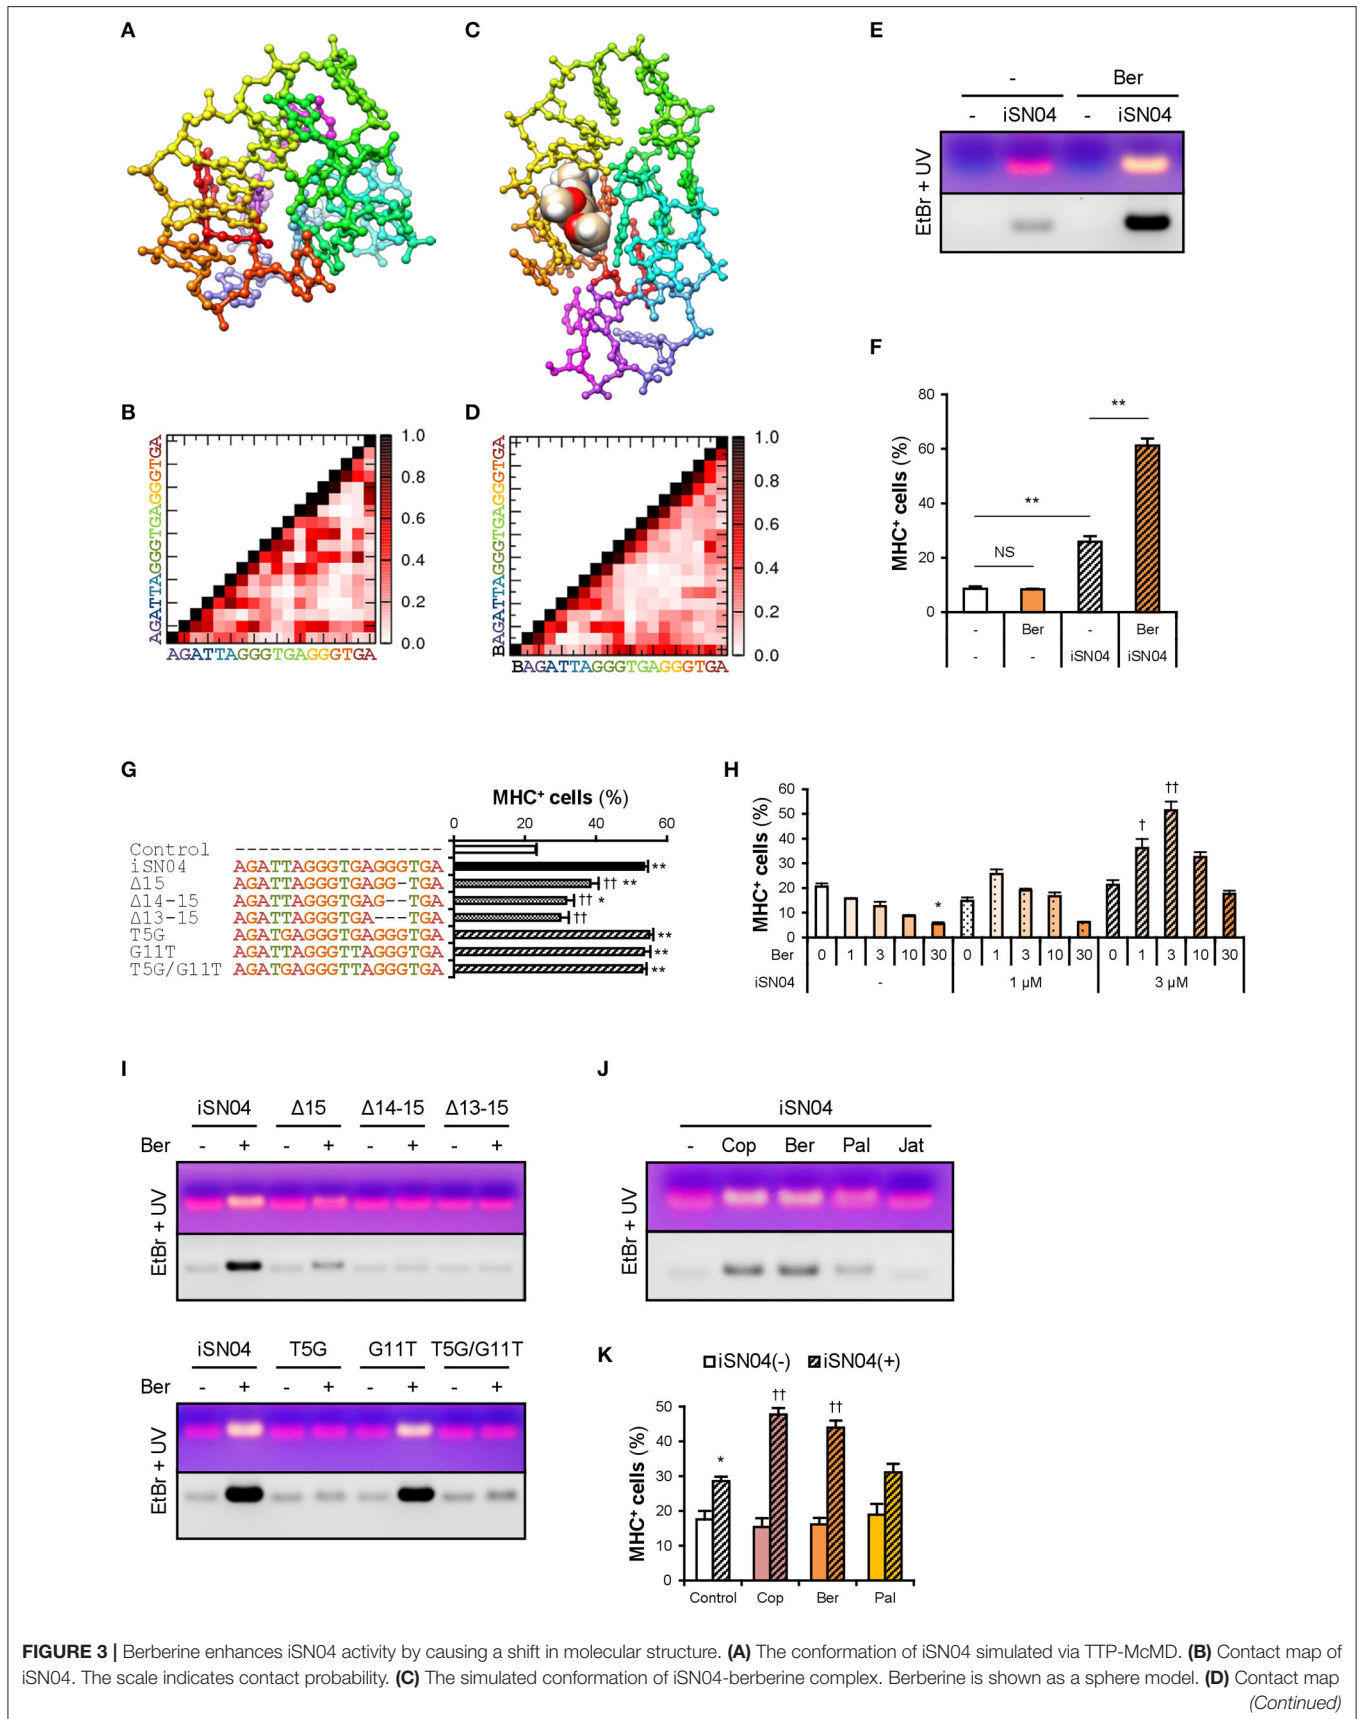 A
C
E
-
Ber
-
iSN04
-
iSN04
EtBr + UV
F
MHC⁺ cells (%)
80
60
40
20
0
**
**
NS
-
Ber
-
Ber
-
-
iSN04
iSN04
B
AGATTAGGGTGAGGGTGA
1.0
0.8
0.6
0.4
0.2
0.0
AGATTAGGGTGAGGGTGA
D
BAGATTAGGGTGAGGGTGA
1.0
0.8
0.6
0.4
0.2
0.0
BAGATTAGGGTGAGGGTGA
G
MHC⁺ cells (%)
0 20 40 60
Control ------------------
iSN04 AGATTAGGGTGAGGGTGA **
Δ15 AGATTAGGGTGAGG-TGA †† **
Δ14-15 AGATTAGGGTGAG--TGA †† *
Δ13-15 AGATTAGGGTGA---TGA ††
T5G AGATGAGGGTGAGGGTGA **
G11T AGATTAGGGTTAGGGTGA **
T5G/G11T AGATGAGGGTTAGGGTGA **
H
MHC⁺ cells (%)
60
50
40
30
20
10
0
*
†
††
Ber 0 1 3 10 30 0 1 3 10 30 0 1 3 10 30
iSN04 - 1 μM 3 μM
I
iSN04 Δ15 Δ14-15 Δ13-15
Ber - + - + - + - +
EtBr + UV
iSN04 T5G G11T T5G/G11T
Ber - + - + - + - +
EtBr + UV
J
iSN04
- Cop Ber Pal Jat
EtBr + UV
K
iSN04(-) iSN04(+)
MHC⁺ cells (%)
50
40
30
20
10
0
*
††
††
Control Cop Ber Pal
FIGURE 3 | Berberine enhances iSN04 activity by causing a shift in molecular structure. (A) The conformation of iSN04 simulated via TTP-McMD. (B) Contact map of
iSN04. The scale indicates contact probability. (C) The simulated conformation of iSN04-berberine complex. Berberine is shown as a sphere model. (D) Contact map
(Continued)